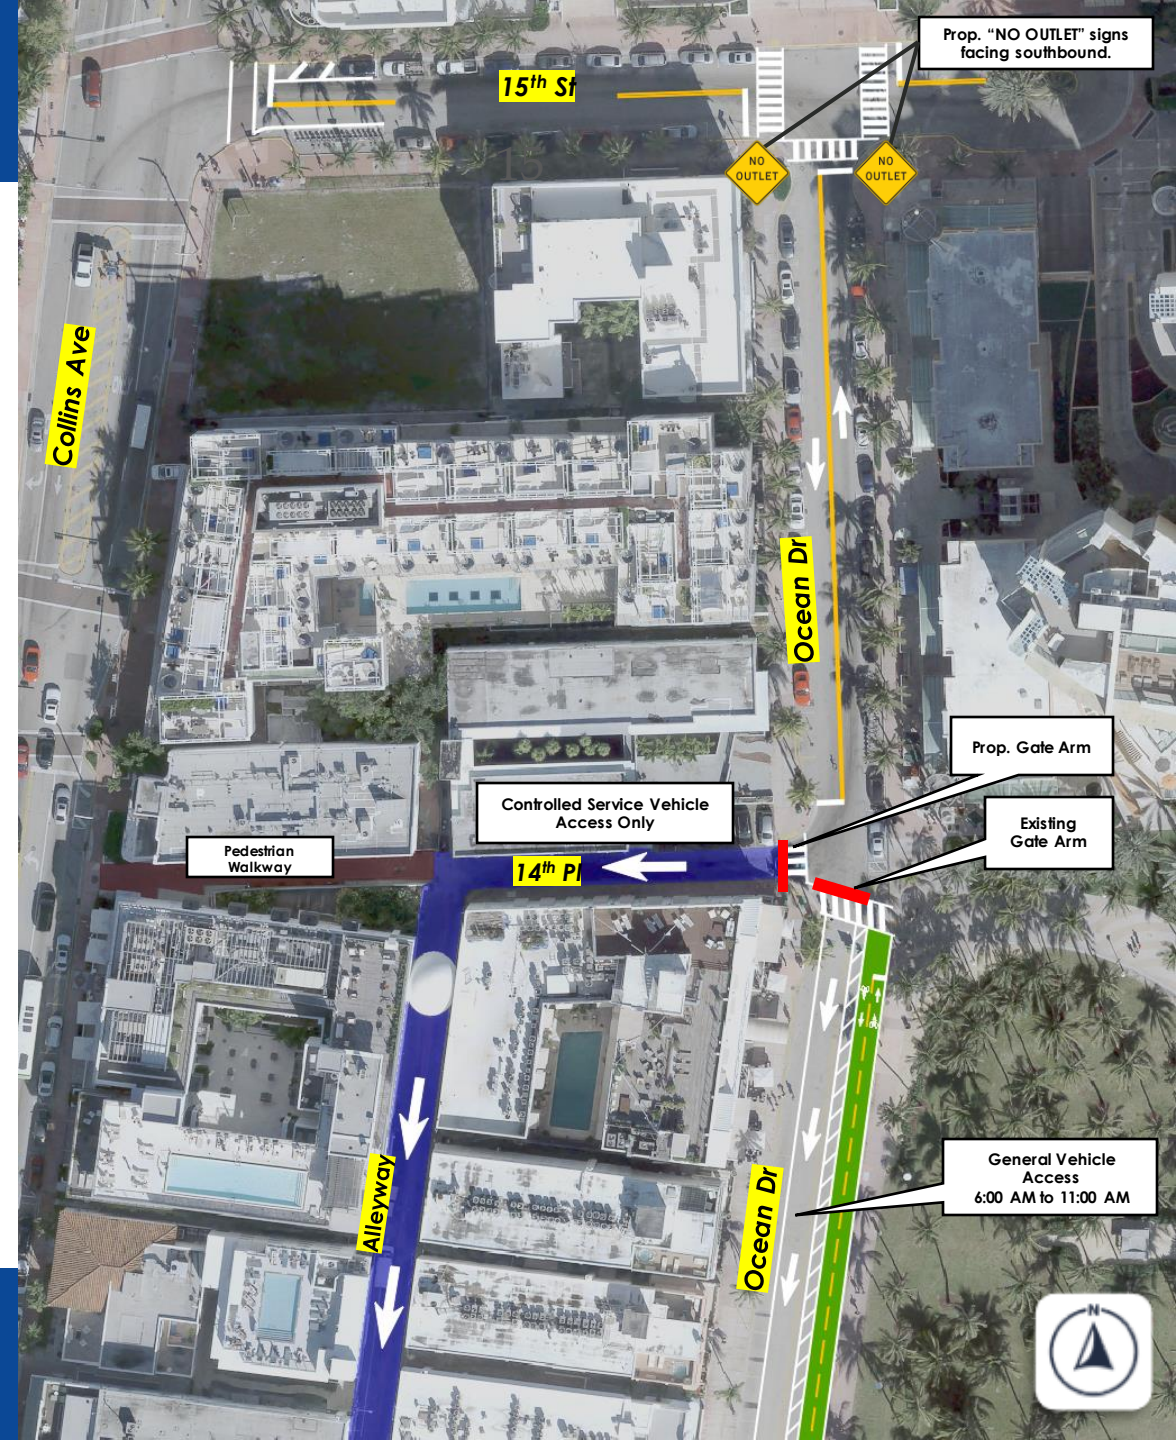 Prop. “NO OUTLET” signs
facing southbound.
15th St
NO
OUTLET
NO
OUTLET
Collins Ave
Ocean Dr
Prop. Gate Arm
Controlled Service Vehicle
Access Only
Existing
Gate Arm
Pedestrian
Walkway
14th Pl
General Vehicle
Access
6:00 AM to 11:00 AM
Alleyway
Ocean Dr
N